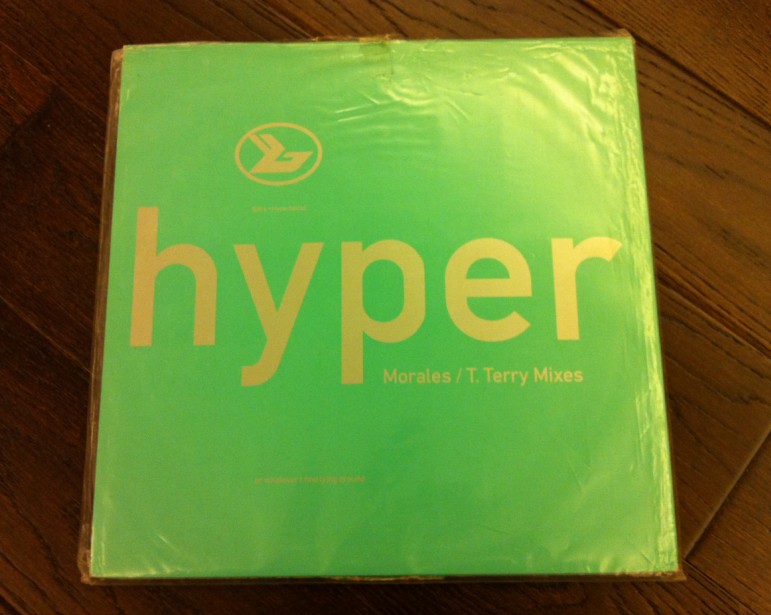 hyper
Morales / T. Terry Mixes